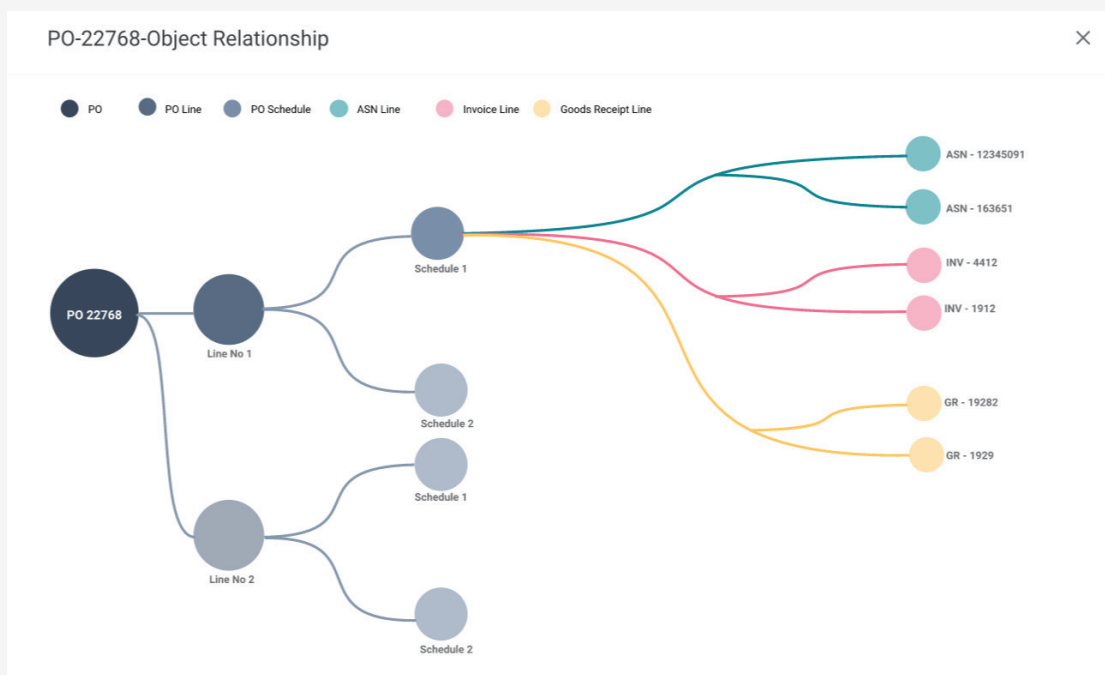 PO-22768-Object Relationship
PO
PO Line
PO Schedule
ASN Line
Invoice Line
Goods Receipt Line
PO 22768
Line No 1
Line No 2
Schedule 1
Schedule 2
Schedule 1
Schedule 2
ASN - 12345091
ASN - 163651
INV - 4412
INV - 1912
GR - 19282
GR - 1929